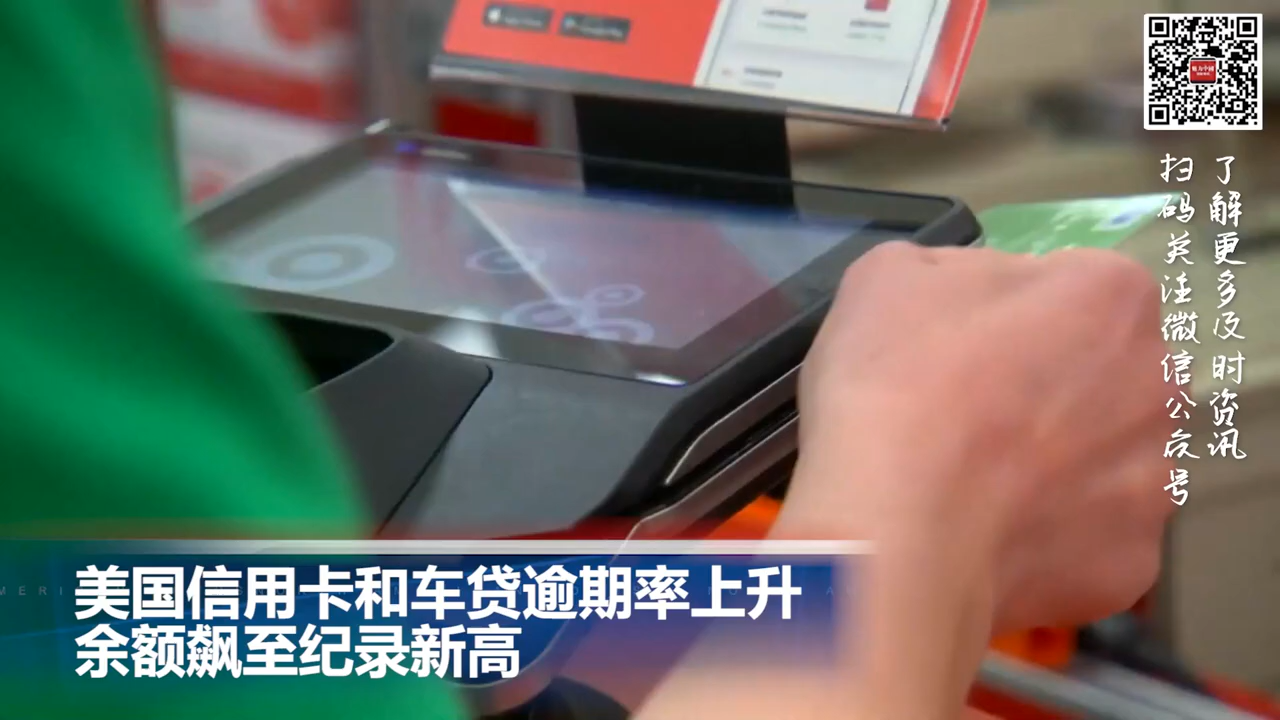 美国信用卡和车贷逾期率上升
余额飙至纪录新高
了解更多及时资讯
扫码关注微信公众号